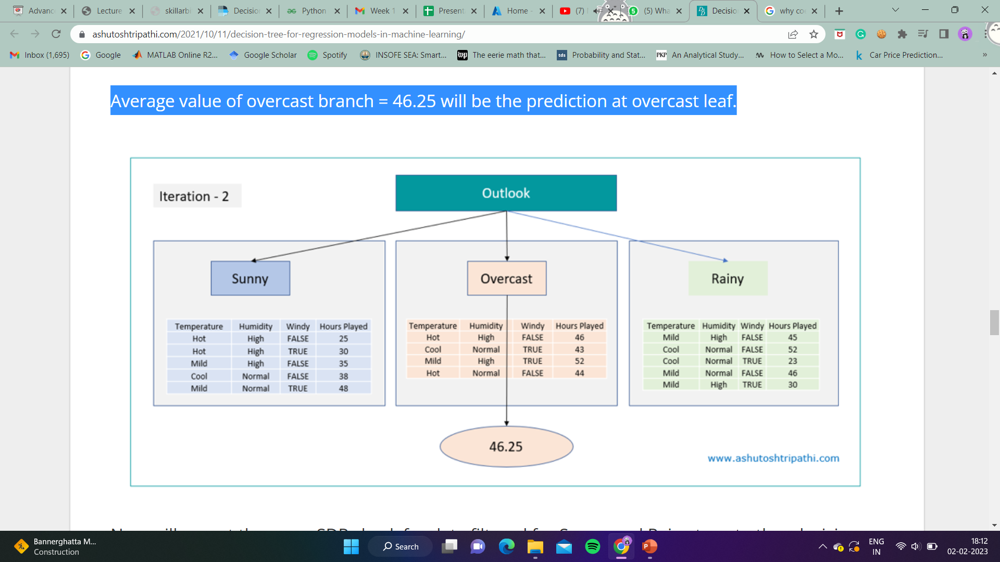 Advanc
Lecture
skillarbi
Decisio
Python
Week 1
Present
Home -
(7)
(5) Wha
Decisio
why co
ashutoshtripathi.com/2021/10/11/decision-tree-for-regression-models-in-machine-learning/
Inbox (1,695)
Google
MATLAB Online R2...
Google Scholar
Spotify
INSOFE SEA: Smart...
The eerie math that...
Probability and Stat...
An Analytical Study...
How to Select a Mo...
Car Price Prediction...
»
Average value of overcast branch = 46.25 will be the prediction at overcast leaf.
Iteration - 2
Outlook
Sunny
Overcast
Rainy
Temperature Humidity Windy Hours Played
Hot High FALSE 25
Hot High TRUE 30
Mild High FALSE 35
Cool Normal FALSE 38
Mild Normal TRUE 48
Temperature Humidity Windy Hours Played
Hot High FALSE 46
Cool Normal TRUE 43
Mild High TRUE 52
Hot Normal FALSE 44
Temperature Humidity Windy Hours Played
Mild High FALSE 45
Cool Normal FALSE 52
Cool Normal TRUE 23
Mild Normal FALSE 46
Mild High TRUE 30
46.25
www.ashutoshtripathi.com
Bannerghatta M...
Construction
Search
ENG
IN
18:12
02-02-2023